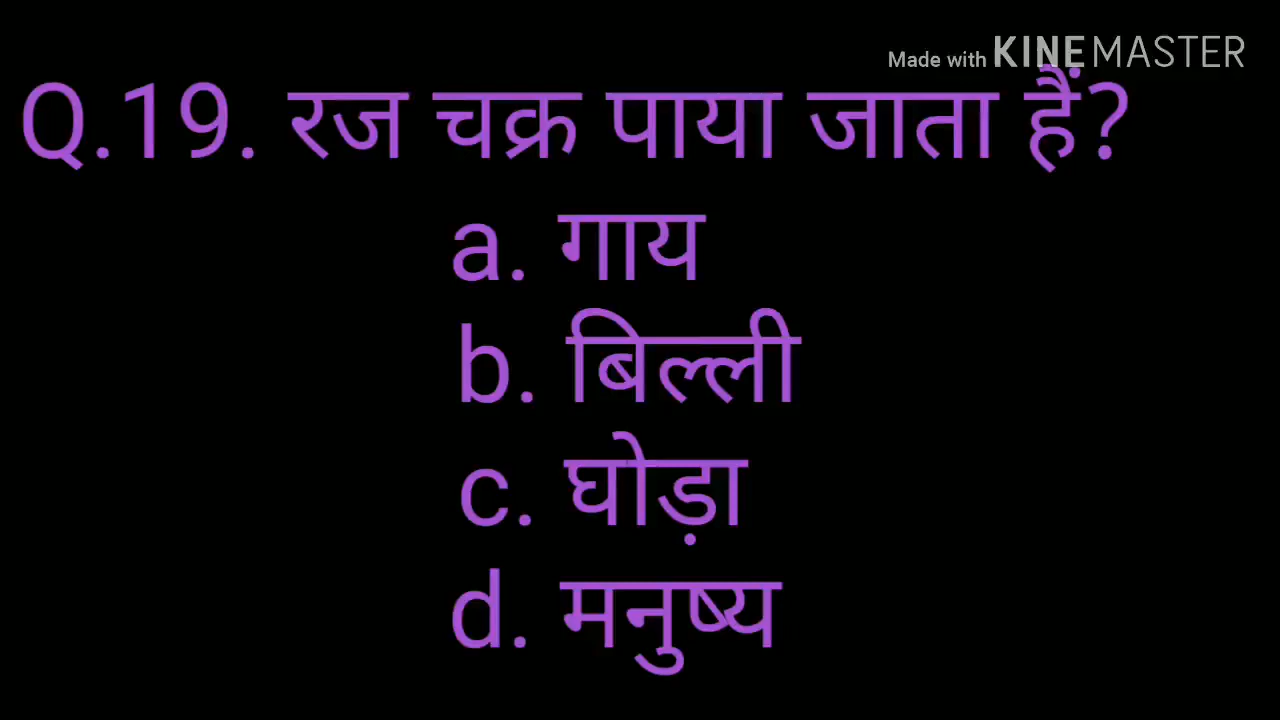 Made with KINEMASTER
Q.19. रज चक्र पाया जाता हैं?
a. गाय
b. बिल्ली
c. घोड़ा
d. मनुष्य